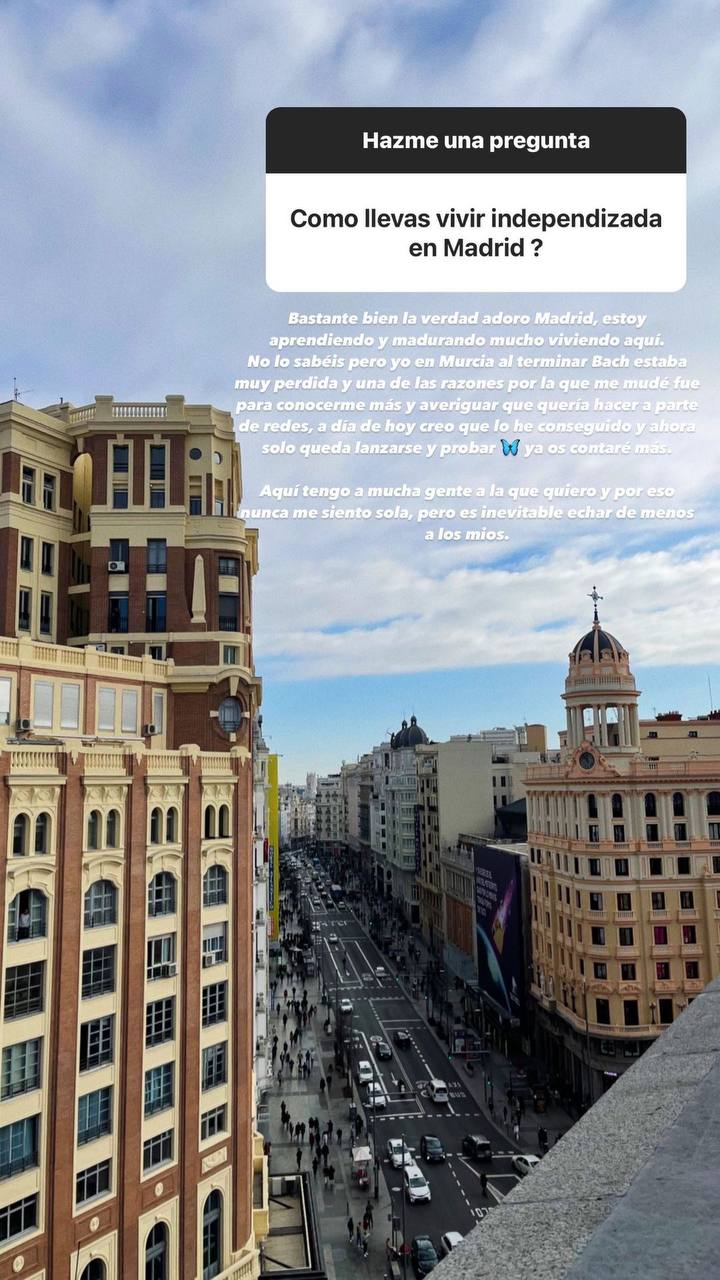 Hazme una pregunta
Como llevas vivir independizada
en Madrid ?
Bastante bien la verdad adoro Madrid, estoy
aprendiendo y madurando mucho viviendo aquí.
No lo sabéis pero yo en Murcia al terminar Bach estaba
muy perdida y una de las razones por la que me mudé fue
para conocerme más y averiguar que quería hacer a parte
de redes, a día de hoy creo que lo he conseguido y ahora
solo queda lanzarse y probar 🦋 ya os contaré más.
Aquí tengo a mucha gente a la que quiero y por eso
nunca me siento sola, pero es inevitable echar de menos
a los mios.